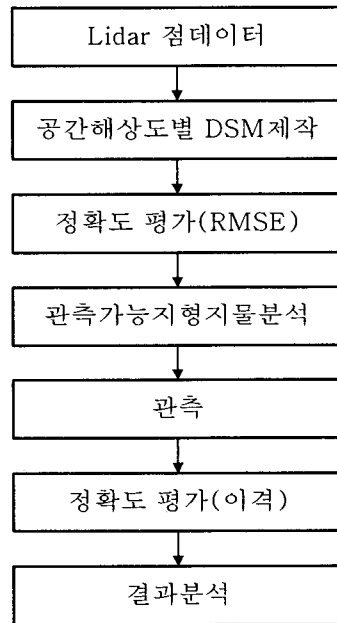 Lidar 점데이터
공간해상도별 DSM제작
정확도 평가(RMSE)
관측가능지형지물분석
관측
정확도 평가(이격)
결과분석